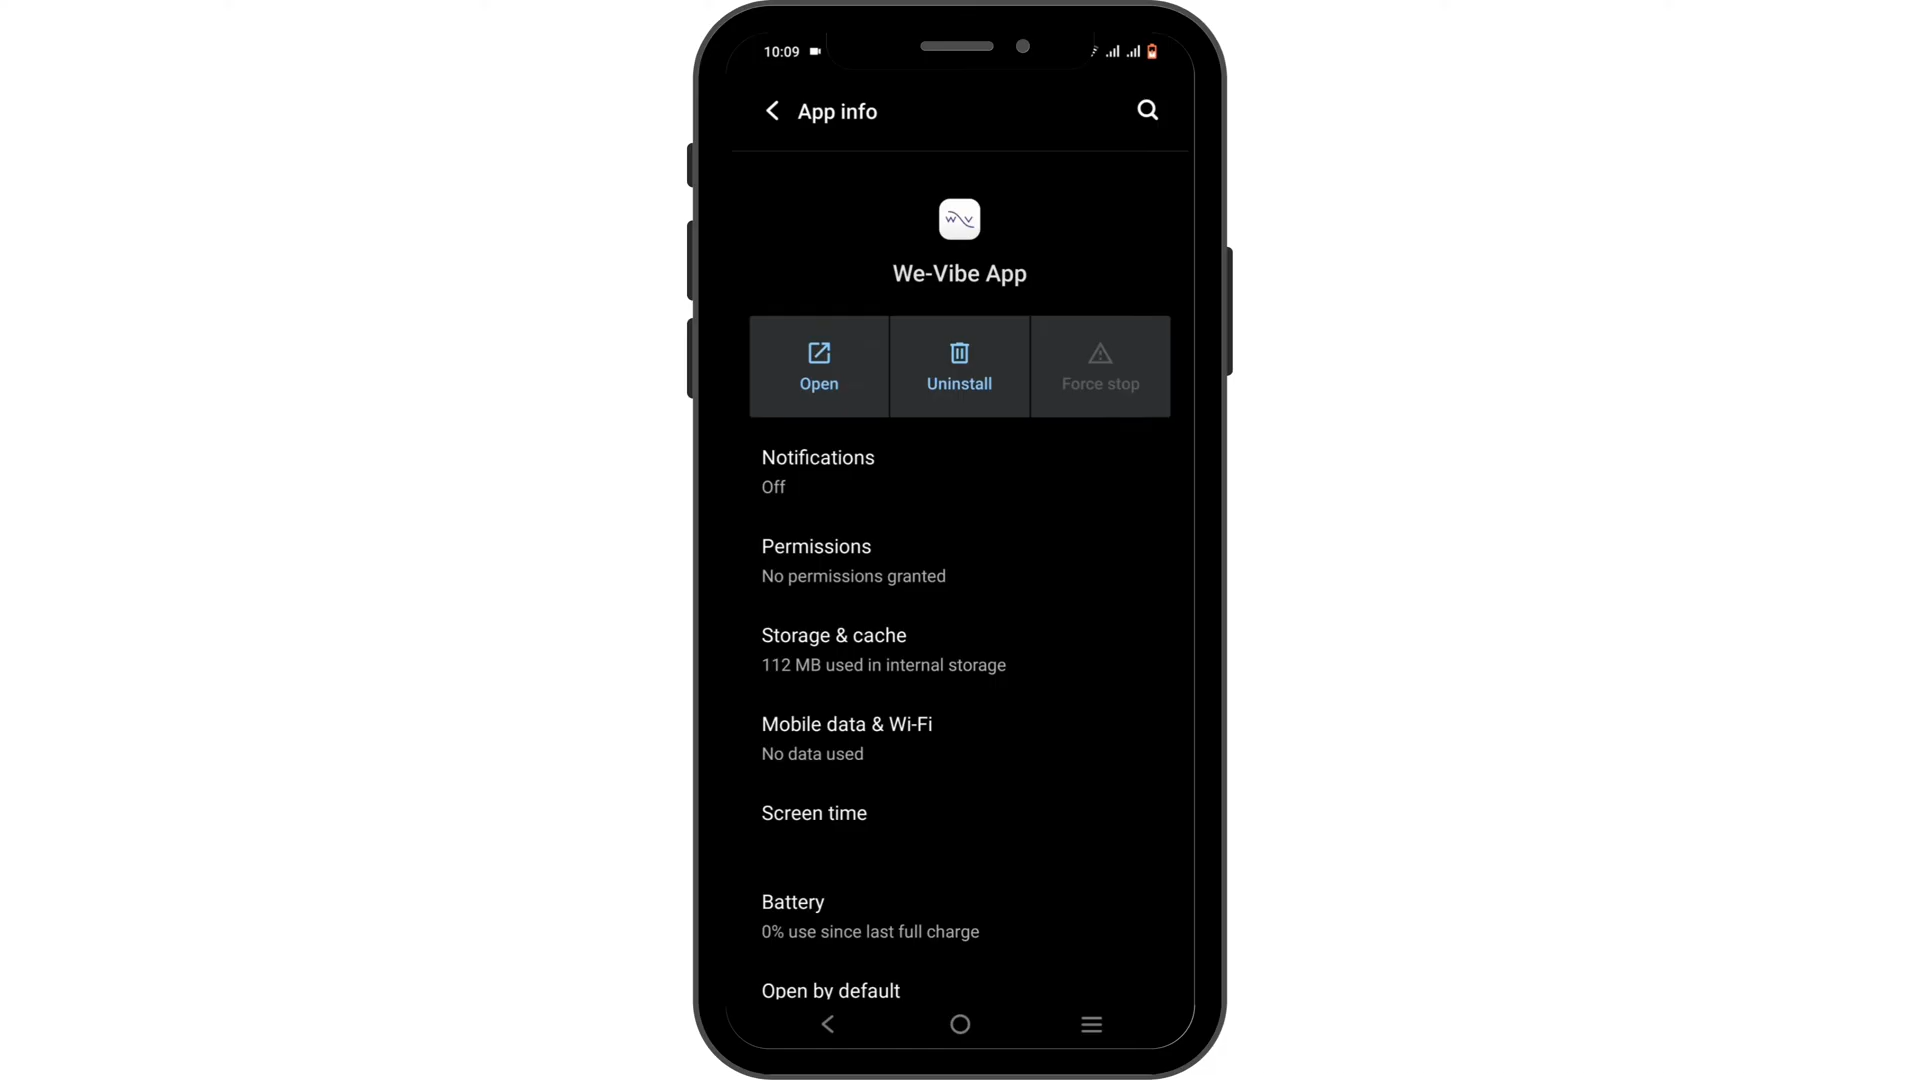 10:09
App info
W V
We-Vibe App
Open
Uninstall
Force stop
Notifications
Off
Permissions
No permissions granted
Storage & cache
112 MB used in internal storage
Mobile data & Wi-Fi
No data used
Screen time
Battery
0% use since last full charge
Open by default